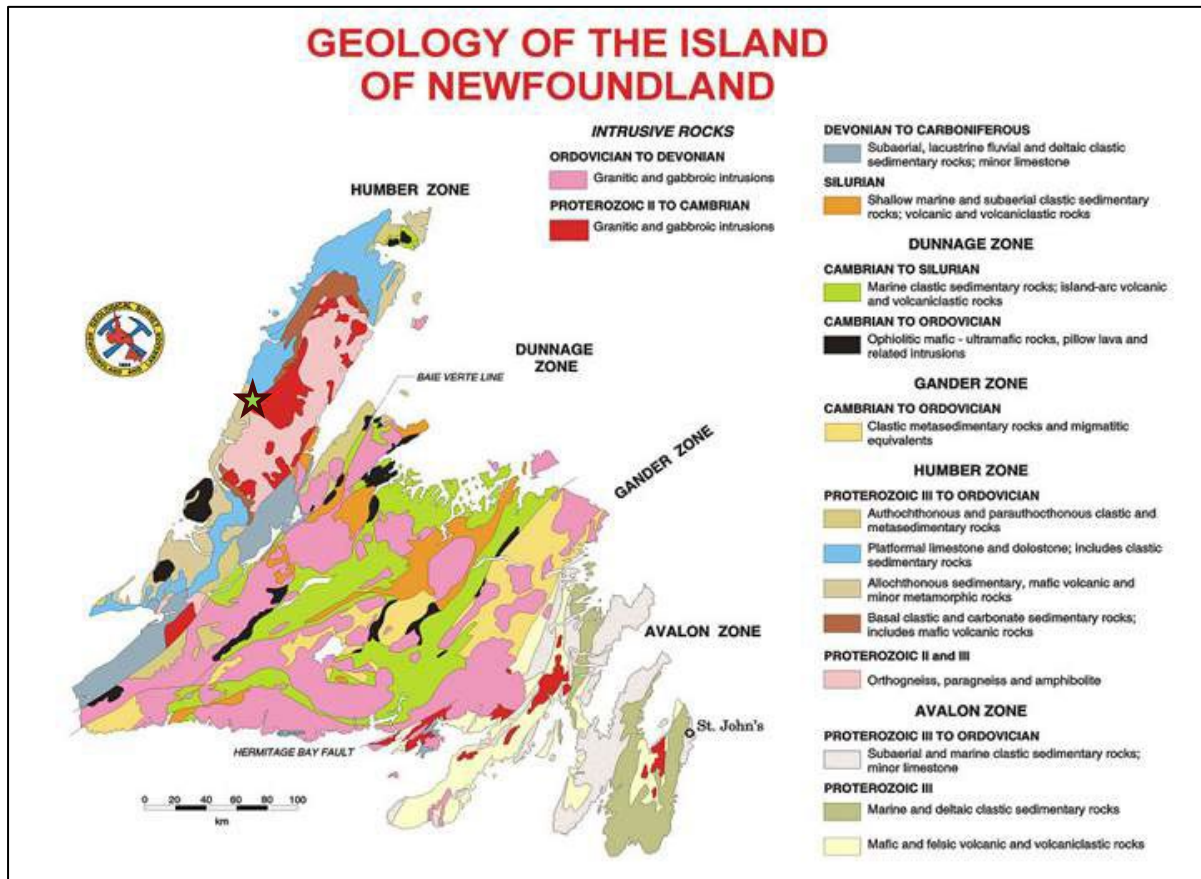 GEOLOGY OF THE ISLAND
OF NEWFOUNDLAND
INTRUSIVE ROCKS
ORDOVICIAN TO DEVONIAN
Granitic and gabbroic intrusions
PROTEROZOIC II TO CAMBRIAN
Granitic and gabbroic intrusions
DEVONIAN TO CARBONIFEROUS
Subaerial, lacustrine fluvial and deltaic clastic
sedimentary rocks; minor limestone
SILURIAN
Shallow marine and subaerial clastic sedimentary
rocks; volcanic and volcaniclastic rocks
DUNNAGE ZONE
CAMBRIAN TO SILURIAN
Marine clastic sedimentary rocks; island-arc volcanic
and volcaniclastic rocks
CAMBRIAN TO ORDOVICIAN
Ophiolitic mafic - ultramafic rocks, pillow lava and
related intrusions
GANDER ZONE
CAMBRIAN TO ORDOVICIAN
Clastic metasedimentary rocks and migmatitic
equivalents
HUMBER ZONE
PROTEROZOIC III TO ORDOVICIAN
Authochthonous and parauthocthonous clastic and
metasedimentary rocks
Platformal limestone and dolostone; includes clastic
sedimentary rocks
Allochthonous sedimentary, mafic volcanic and
minor metamorphic rocks
Basal clastic and carbonate sedimentary rocks;
includes mafic volcanic rocks
PROTEROZOIC II and III
Orthogneiss, paragneiss and amphibolite
AVALON ZONE
PROTEROZOIC III TO ORDOVICIAN
Subaerial and marine clastic sedimentary rocks;
minor limestone
PROTEROZOIC III
Marine and deltaic clastic sedimentary rocks
Mafic and felsic volcanic and volcaniclastic rocks
HUMBER ZONE
DUNNAGE
ZONE
BAIE VERTE LINE
GANDER ZONE
AVALON ZONE
St. John's
HERMITAGE BAY FAULT
0 20 40 60 80 100
km